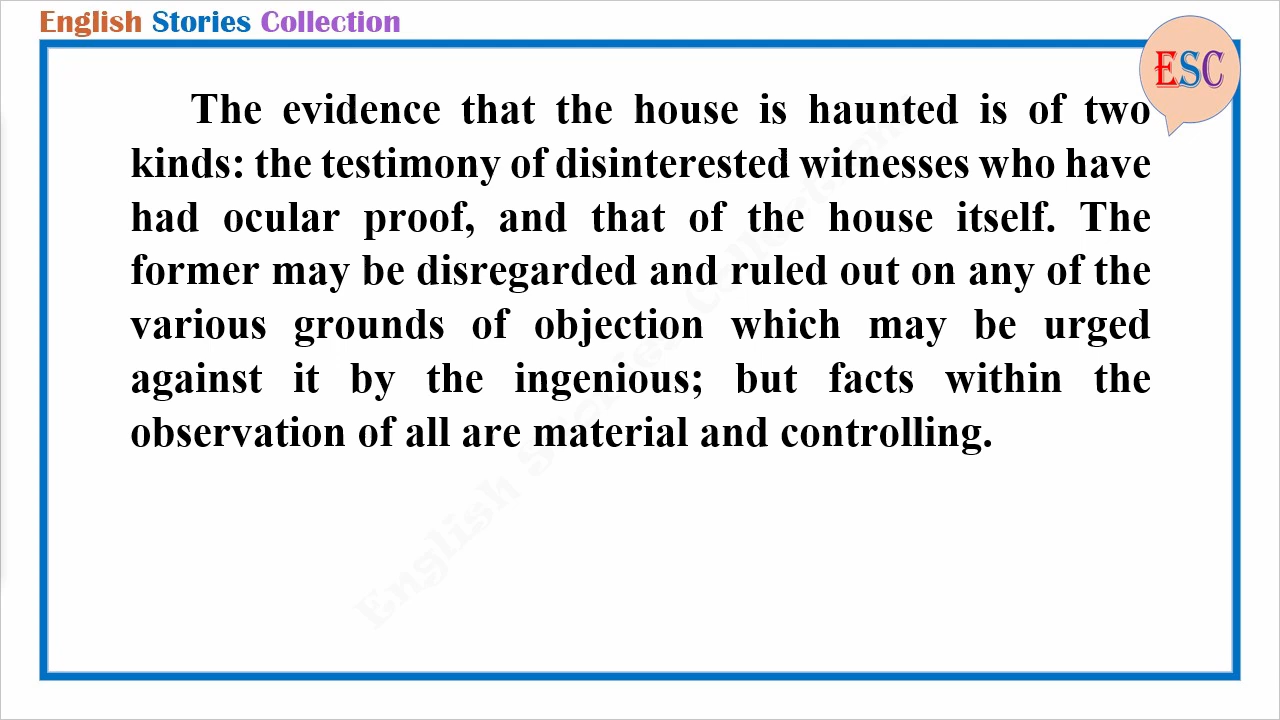 English Stories Collection
ESC
The evidence that the house is haunted is of two
kinds: the testimony of disinterested witnesses who have
had ocular proof, and that of the house itself. The
former may be disregarded and ruled out on any of the
various grounds of objection which may be urged
against it by the ingenious; but facts within the
observation of all are material and controlling.
English Stories Collection